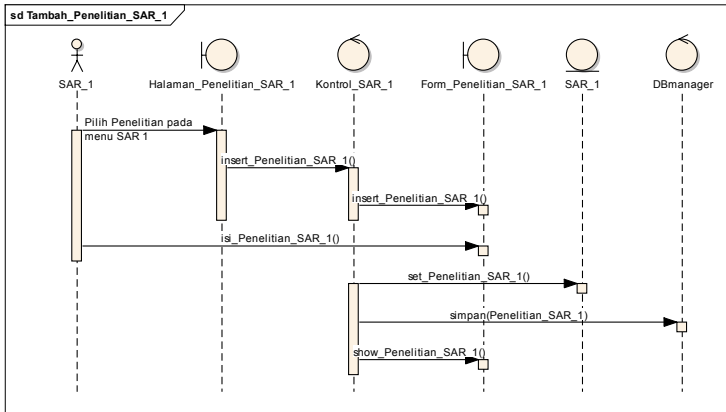 sd Tambah_Penelitian_SAR_1
SAR_1
Halaman_Penelitian_SAR_1
Kontrol_SAR_1
Form_Penelitian_SAR_1
SAR_1
DBmanager
Pilih Penelitian pada
menu SAR 1
insert_Penelitian_SAR_1()
insert_Penelitian_SAR_1()
isi_Penelitian_SAR_1()
set_Penelitian_SAR_1()
simpan(Penelitian_SAR_1)
show_Penelitian_SAR_1()